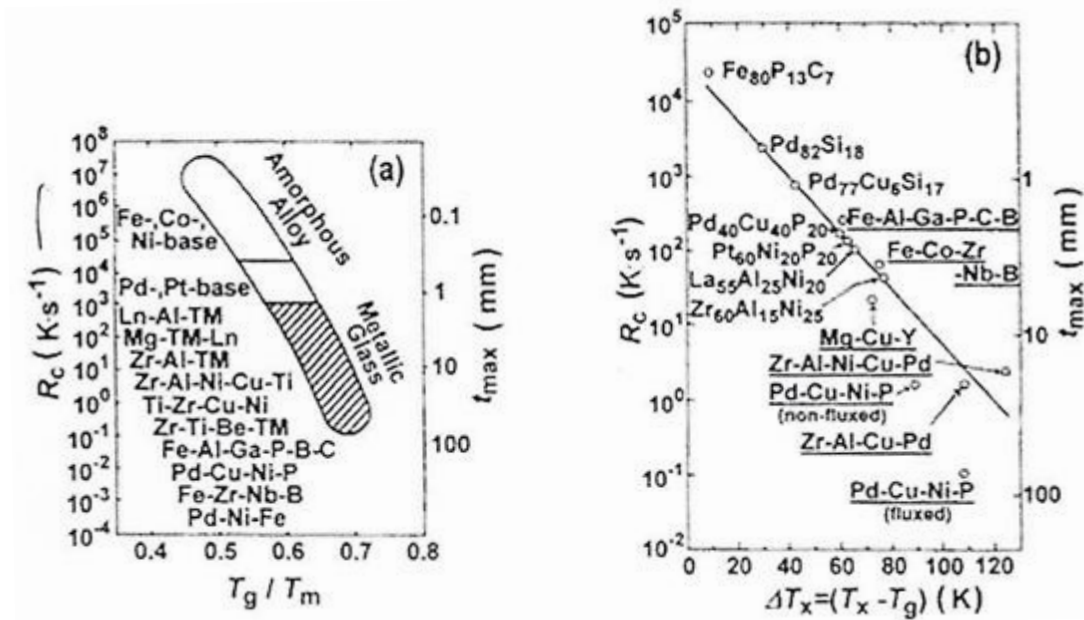 (a)
R_c (K·s⁻¹)
10⁸
10⁷
10⁶
10⁵
10⁴
10³
10²
10¹
10⁰
10⁻¹
10⁻²
10⁻³
10⁻⁴
Fe-,Co-,
Ni-base
Pd-,Pt-base
Ln-Al-TM
Mg-TM-Ln
Zr-Al-TM
Zr-Al-Ni-Cu-Ti
Ti-Zr-Cu-Ni
Zr-Ti-Be-TM
Fe-Al-Ga-P-B-C
Pd-Cu-Ni-P
Fe-Zr-Nb-B
Pd-Ni-Fe
Amorphous
Alloy
Metallic
Glass
0.1
1
10
100
t_max (mm)
0.4 0.5 0.6 0.7 0.8
T_g / T_m
(b)
R_c (K·s⁻¹)
10⁵
10⁴
10³
10²
10¹
10⁰
10⁻¹
10⁻²
Fe₈₀P₁₃C₇
Pd₈₂Si₁₈
Pd₇₇Cu₆Si₁₇
Fe-Al-Ga-P-C-B
Pd₄₀Cu₄₀P₂₀
Pt₆₀Ni₂₀P₂₀
Fe-Co-Zr
-Nb-B
La₅₅Al₂₅Ni₂₀
Zr₆₀Al₁₅Ni₂₅
Mg-Cu-Y
Zr-Al-Ni-Cu-Pd
Pd-Cu-Ni-P
(non-fluxed)
Zr-Al-Cu-Pd
Pd-Cu-Ni-P
(fluxed)
1
10
100
t_max (mm)
0 20 40 60 80 100 120
ΔT_x=(T_x -T_g) (K)